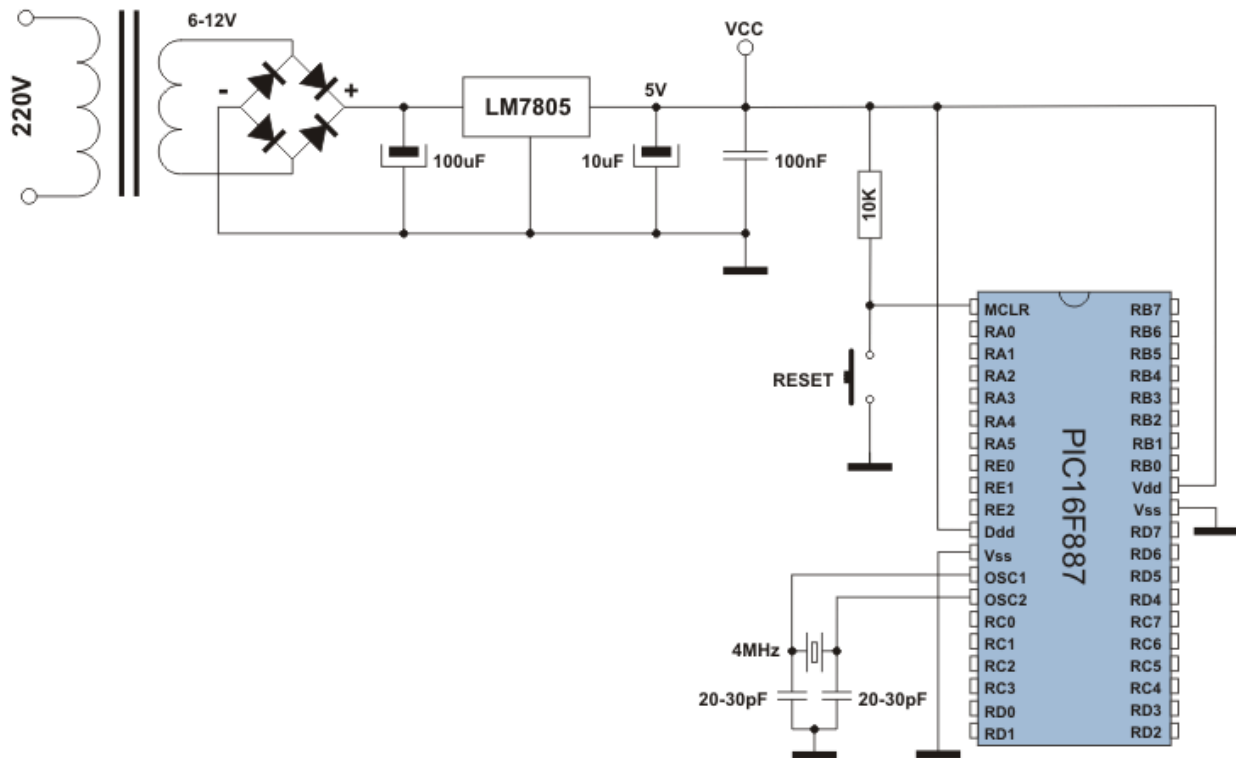 220V
6-12V
-
+
100uF
LM7805
5V
10uF
VCC
100nF
10K
RESET
4MHz
20-30pF
20-30pF
PIC16F887
MCLR
RA0
RA1
RA2
RA3
RA4
RA5
RE0
RE1
RE2
Ddd
Vss
OSC1
OSC2
RC0
RC1
RC2
RC3
RD0
RD1
RB7
RB6
RB5
RB4
RB3
RB2
RB1
RB0
Vdd
Vss
RD7
RD6
RD5
RD4
RC7
RC6
RC5
RC4
RD3
RD2